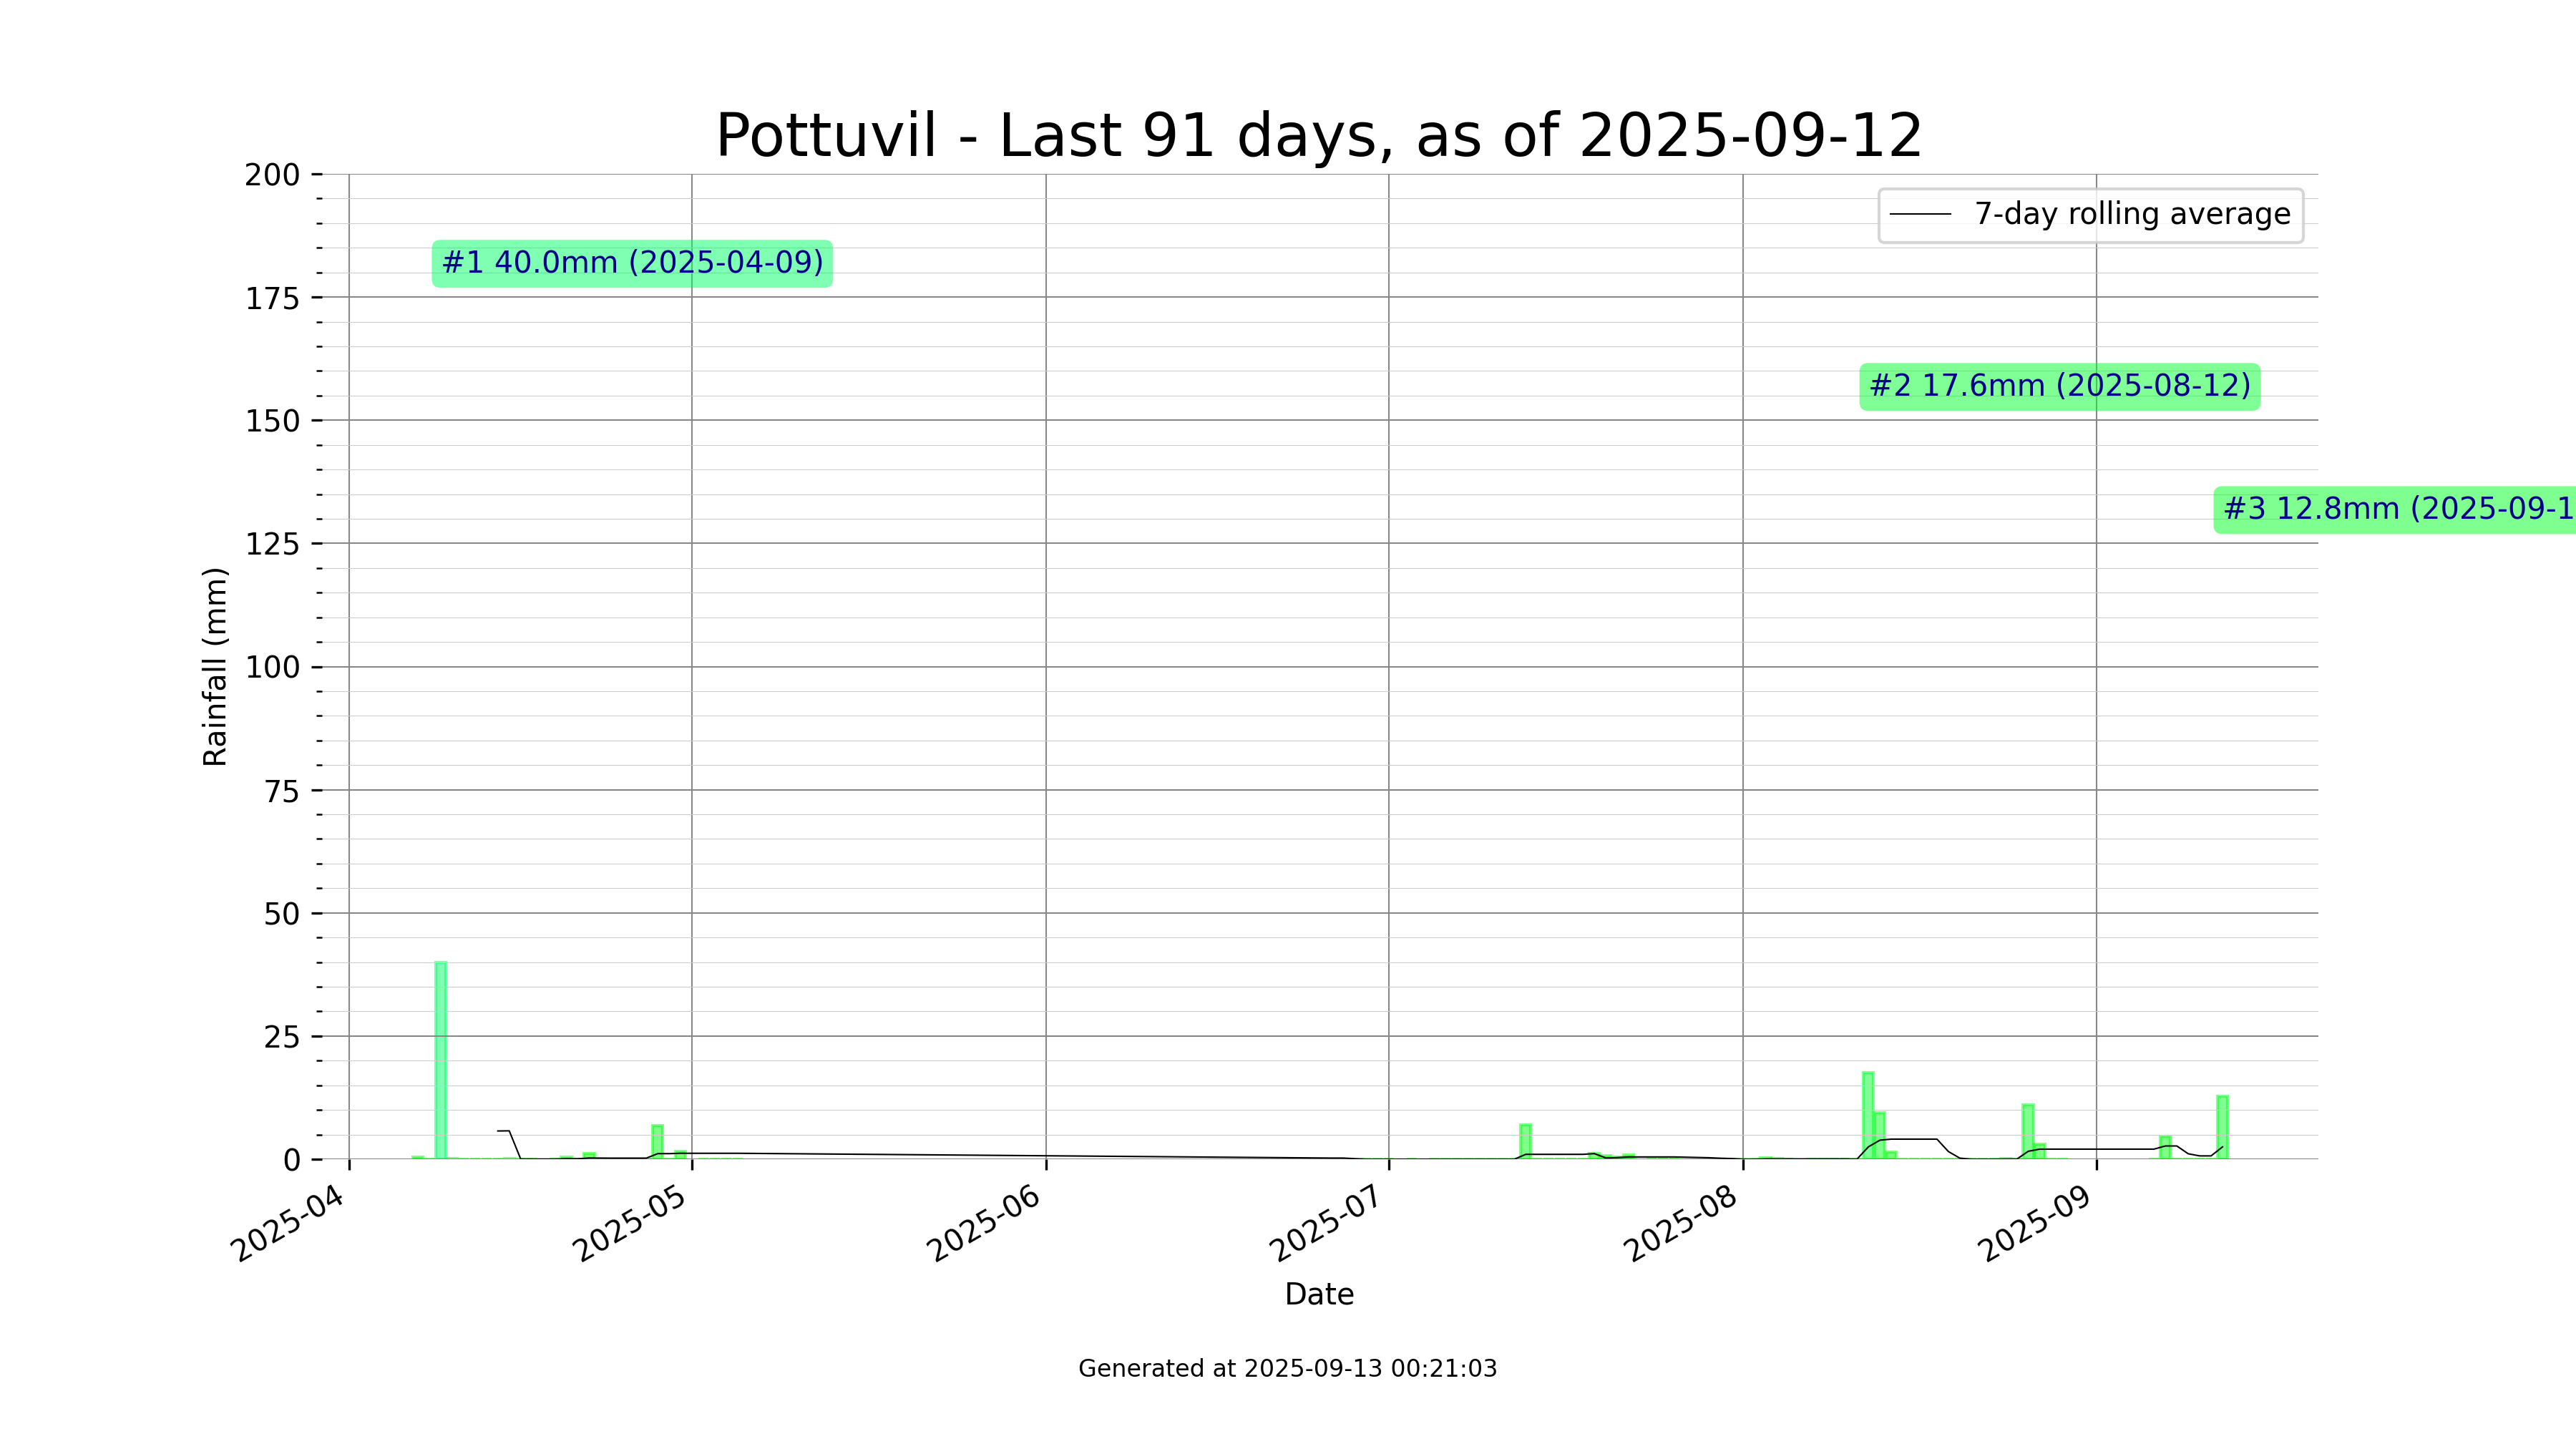 Pottuvil - Last 91 days, as of 2025-09-12
200
175
150
125
100
75
50
25
0
Rainfall (mm)
7-day rolling average
#1 40.0mm (2025-04-09)
#2 17.6mm (2025-08-12)
#3 12.8mm (2025-09-1
2025-04
2025-05
2025-06
2025-07
2025-08
2025-09
Date
Generated at 2025-09-13 00:21:03